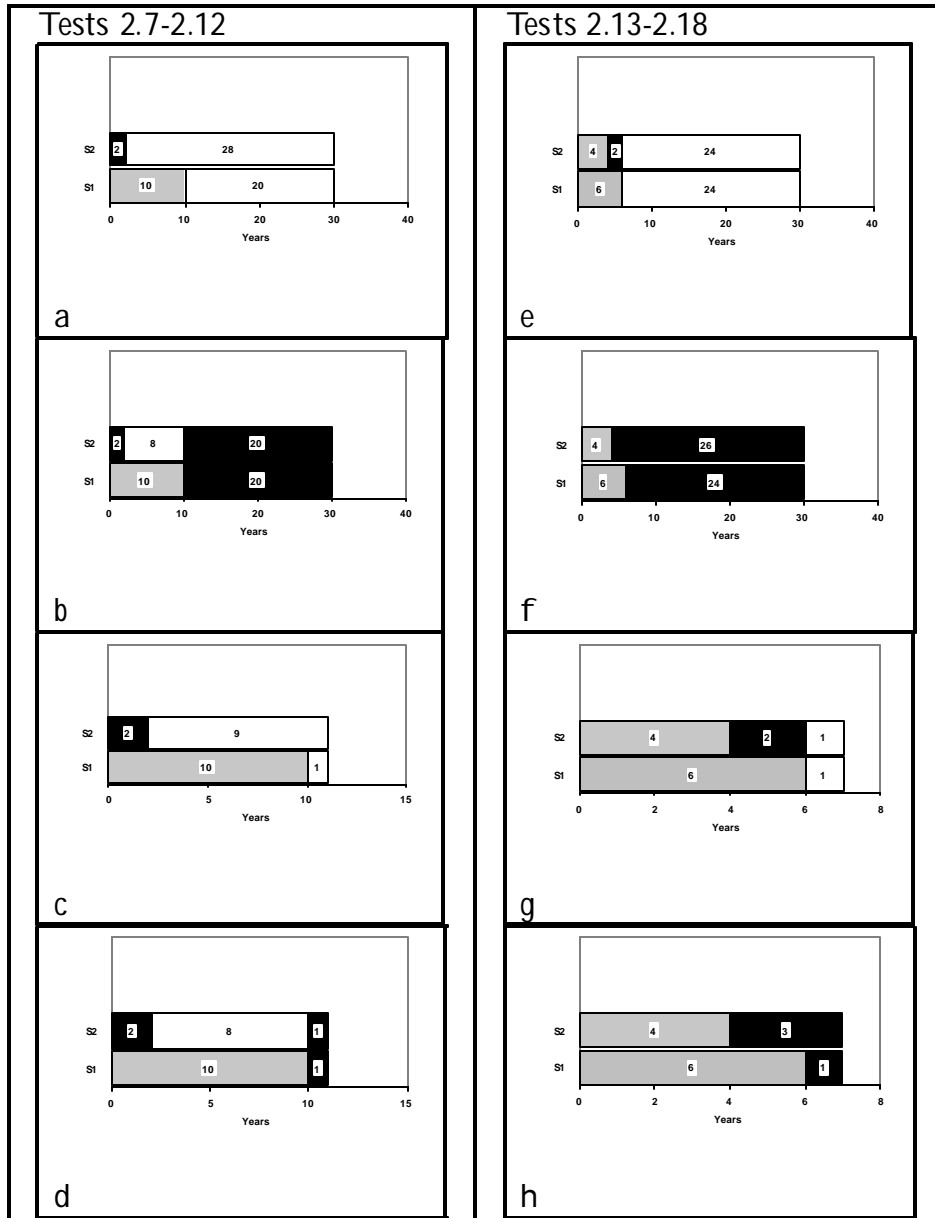 Tests 2.7-2.12
S2 2 28
S1 10 20
0 10 20 30 40
Years
a
S2 2 8 20
S1 10 20
0 10 20 30 40
Years
b
S2 2 9
S1 10 1
0 5 10 15
Years
c
S2 2 8 1
S1 10 1
0 5 10 15
Years
d
Tests 2.13-2.18
S2 4 2 24
S1 6 24
0 10 20 30 40
Years
e
S2 4 26
S1 6 24
0 10 20 30 40
Years
f
S2 4 2 1
S1 6 1
0 2 4 6 8
Years
g
S2 4 3
S1 6 1
0 2 4 6 8
Years
h